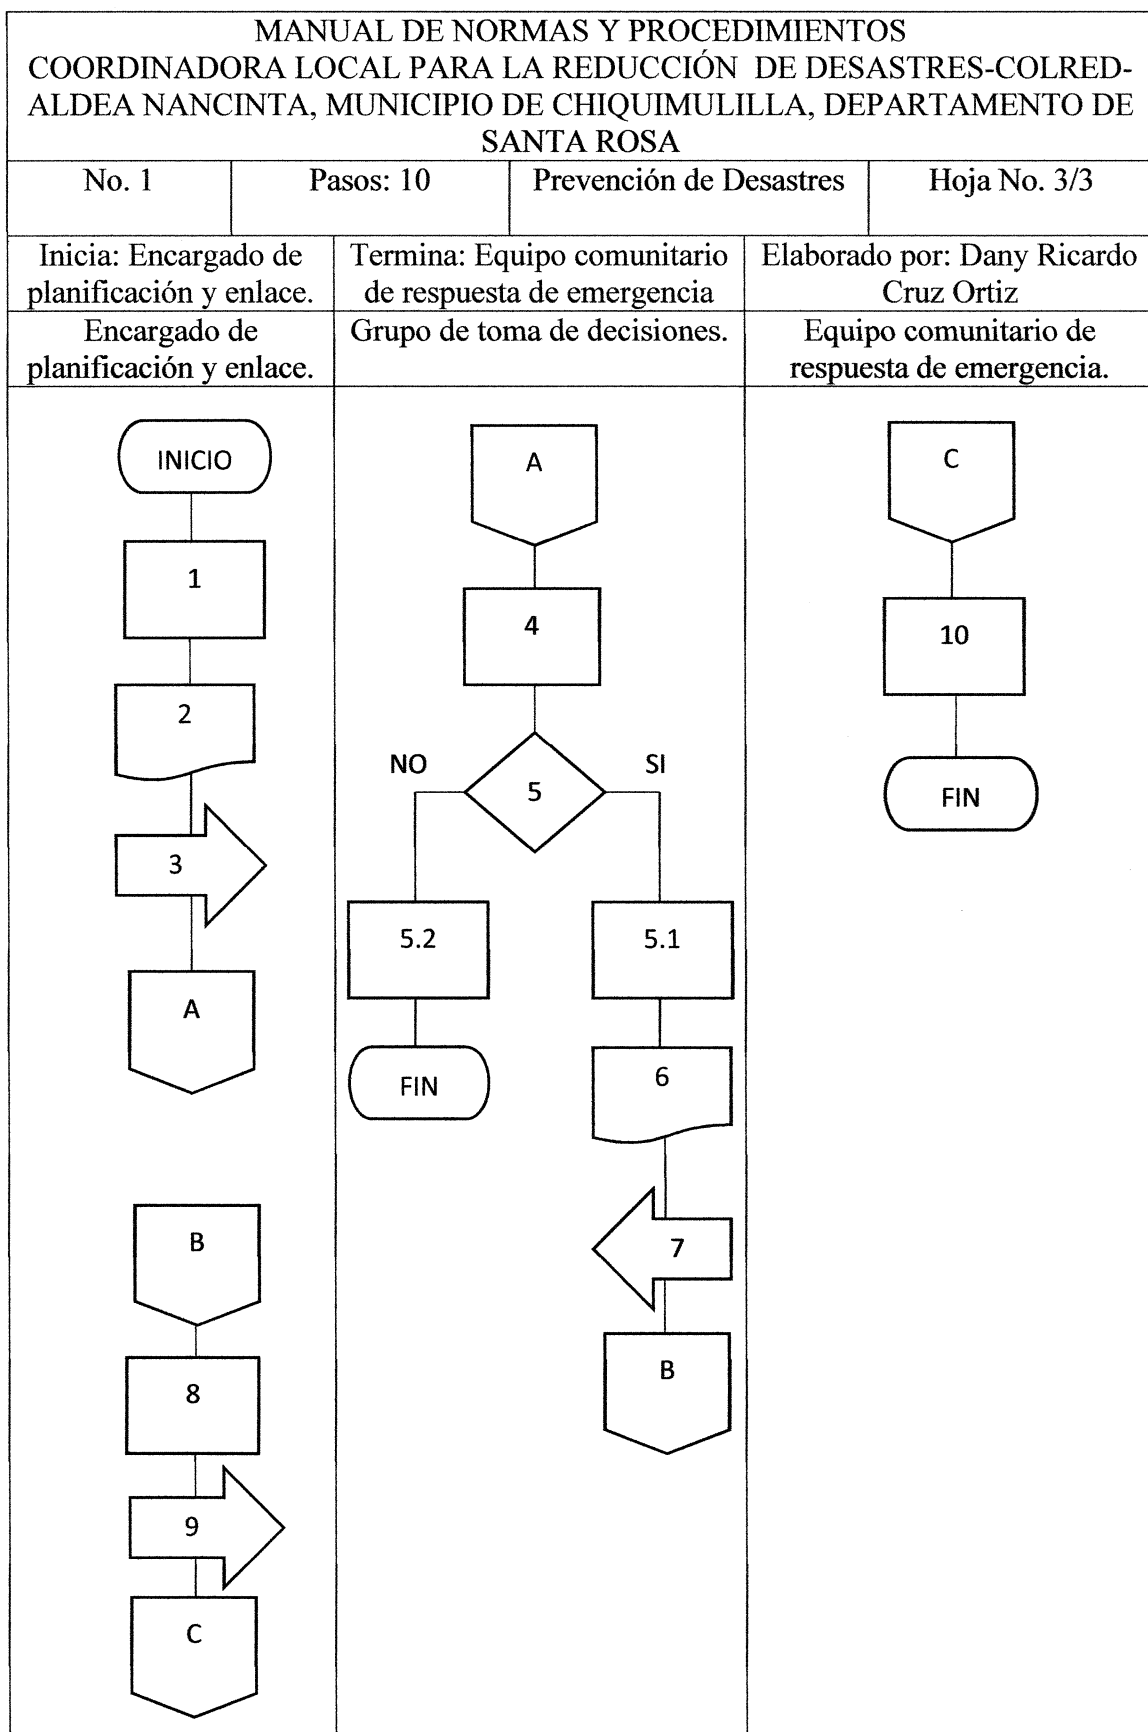 MANUAL DE NORMAS Y PROCEDIMIENTOS
COORDINADORA LOCAL PARA LA REDUCCIÓN DE DESASTRES-COLRED-
ALDEA NANCINTA, MUNICIPIO DE CHIQUIMULILLA, DEPARTAMENTO DE
SANTA ROSA
No. 1
Pasos: 10
Prevención de Desastres
Hoja No. 3/3
Inicia: Encargado de
planificación y enlace.
Termina: Equipo comunitario
de respuesta de emergencia
Elaborado por: Dany Ricardo
Cruz Ortiz
Encargado de
planificación y enlace.
Grupo de toma de decisiones.
Equipo comunitario de
respuesta de emergencia.
INICIO
1
2
3
A
B
8
9
C
A
4
5
NO
SI
5.2
5.1
FIN
6
7
B
C
10
FIN